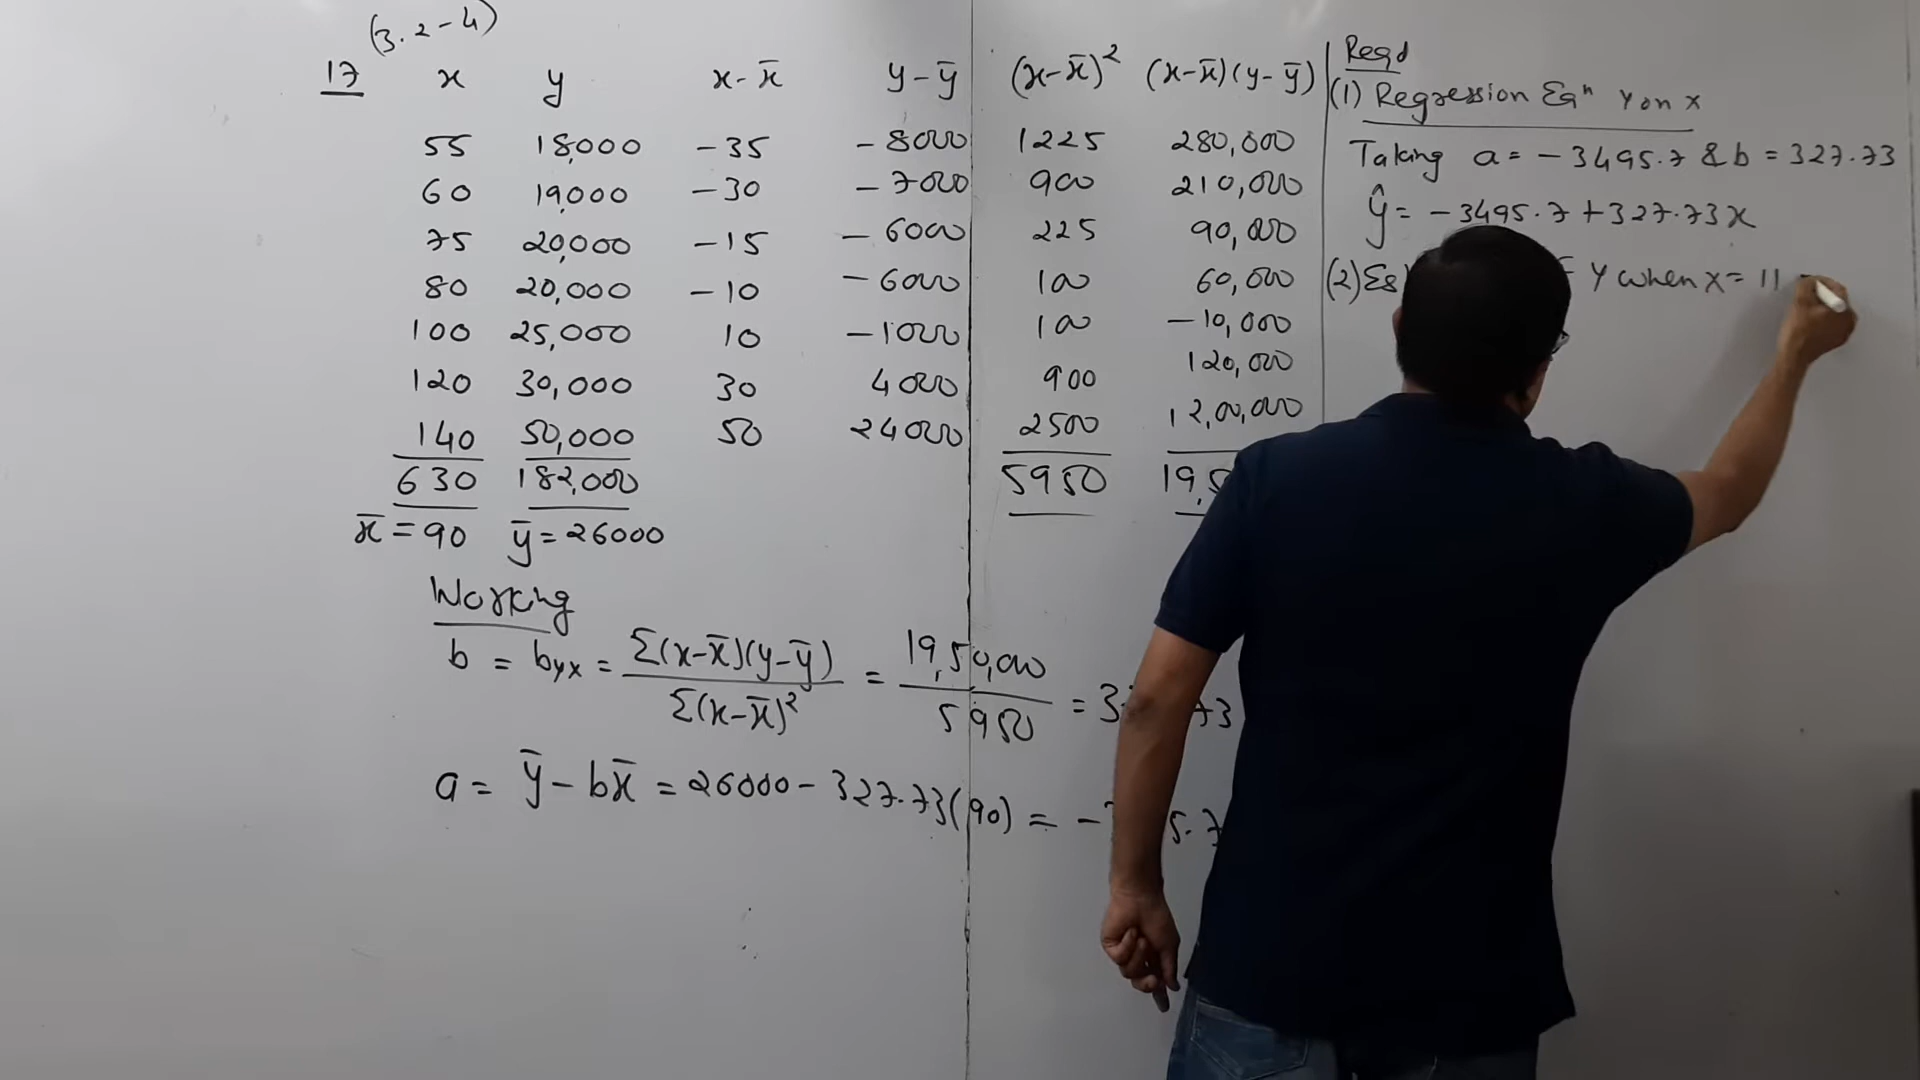 (3.2-4)
17 x y x-x̄ y-ȳ (x-x̄)² (x-x̄)(y-ȳ)
55 18,000 -35 -8000 1225 280,000
60 19,000 -30 -7000 900 210,000
75 20,000 -15 -6000 225 90,000
80 20,000 -10 -6000 100 60,000
100 25,000 10 -1000 100 -10,000
120 30,000 30 4000 900 120,000
140 50,000 50 24000 2500 12,00,000
630 182,000 5950
x̄ = 90 ȳ = 26000
Working
b = byx = Σ(x-x̄)(y-ȳ) / Σ(x-x̄)² = 19,50,000 / 5950 =
a = ȳ - bx̄ = 26000 - 327.73(90) = -
Reqd
(1) Regression Eqⁿ Y on X
Taking a = -3495.7 & b = 327.73
ŷ = -3495.7 + 327.73x
(2) Y when X = 11